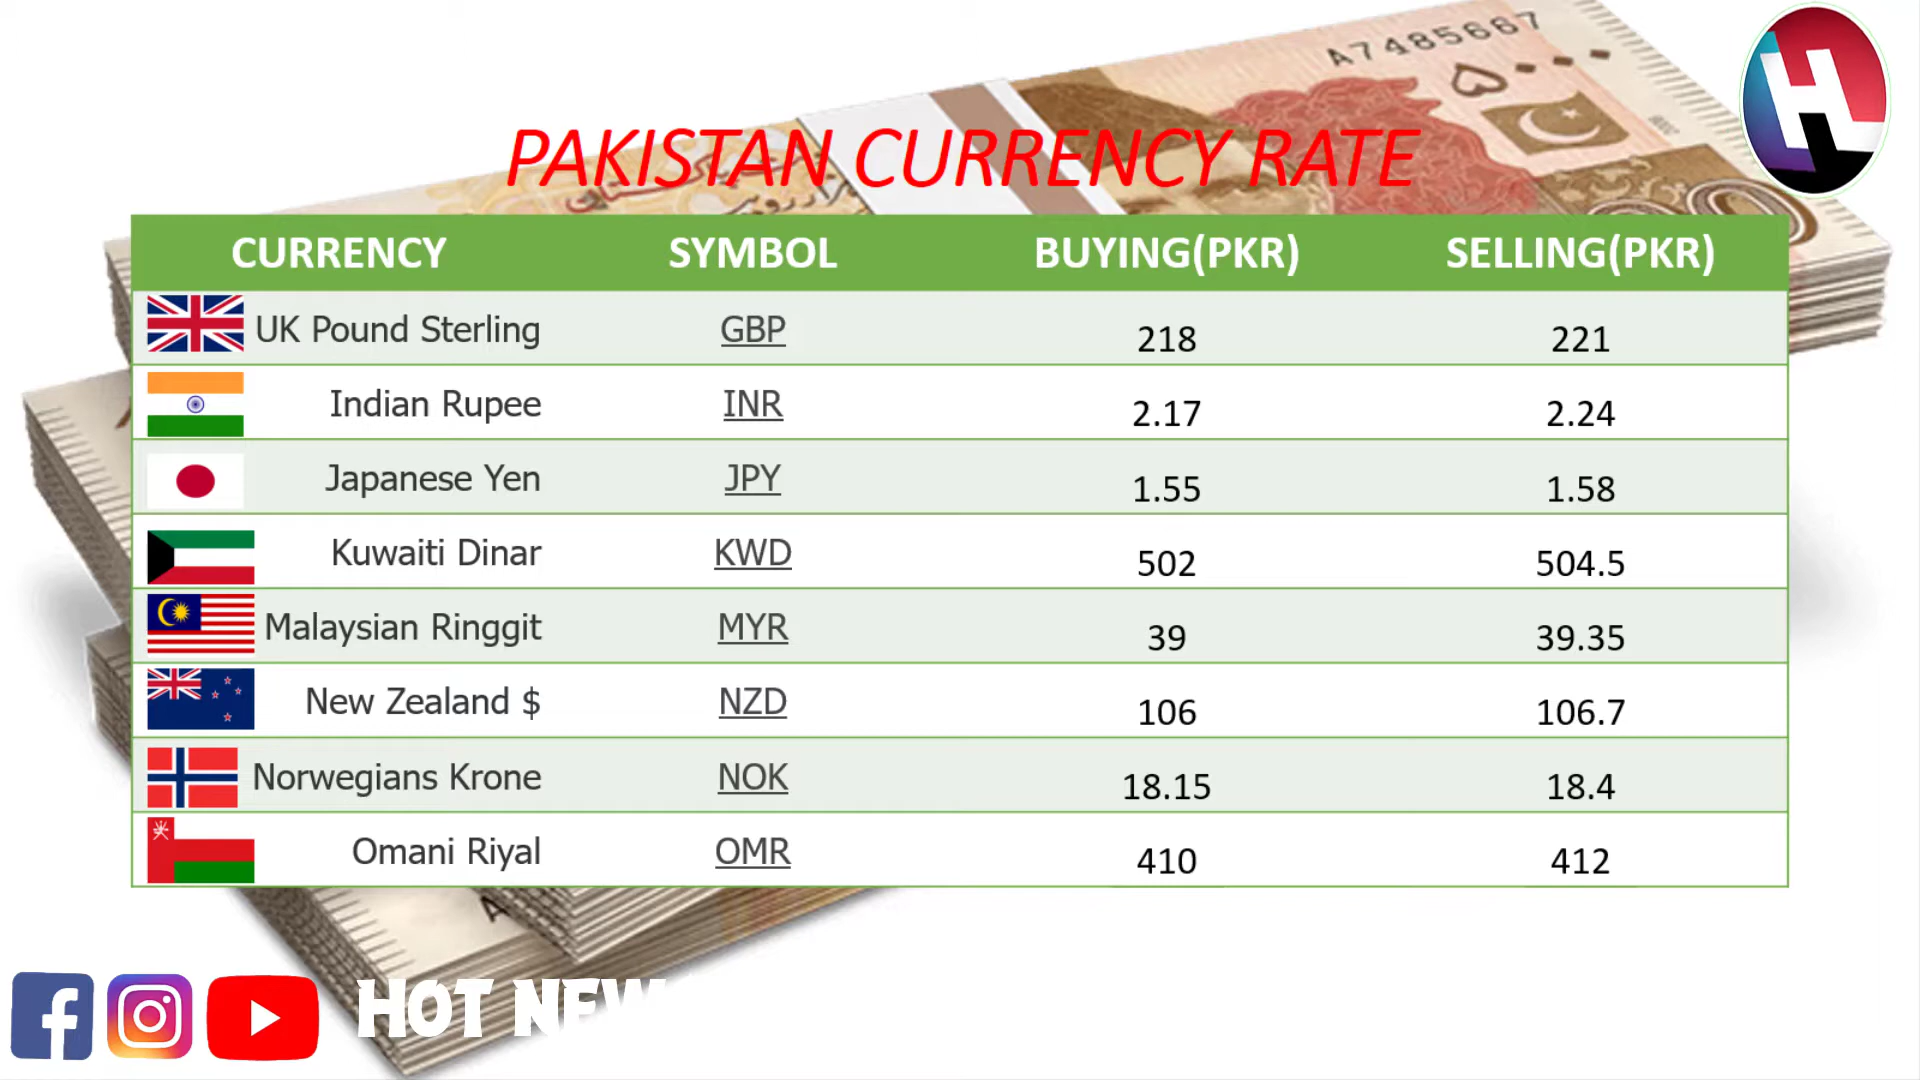 A7485667
۵۰۰۰
PAKISTAN CURRENCY RATE
CURRENCY SYMBOL BUYING(PKR) SELLING(PKR)
UK Pound Sterling GBP 218 221
Indian Rupee INR 2.17 2.24
Japanese Yen JPY 1.55 1.58
Kuwaiti Dinar KWD 502 504.5
Malaysian Ringgit MYR 39 39.35
New Zealand $ NZD 106 106.7
Norwegians Krone NOK 18.15 18.4
Omani Riyal OMR 410 412
HOT NEW